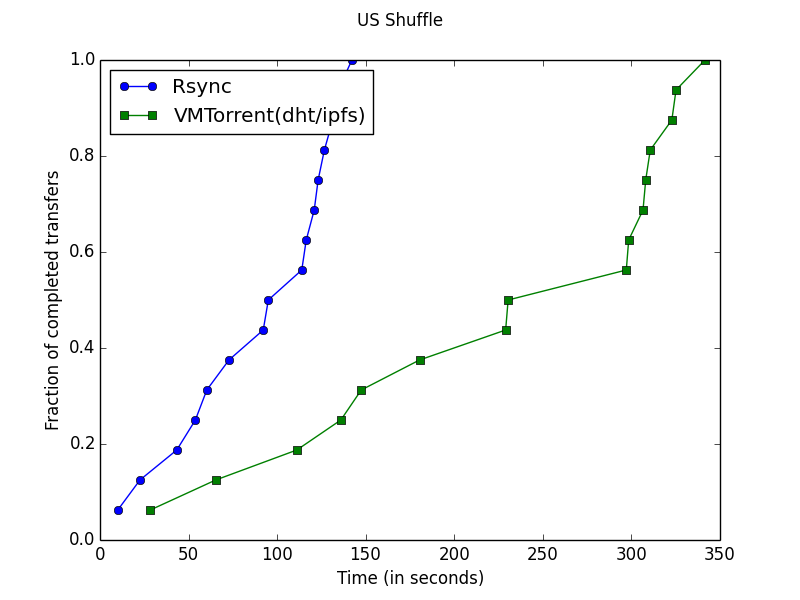 US Shuffle
Rsync
VMTorrent(dht/ipfs)
Fraction of completed transfers
1.0
0.8
0.6
0.4
0.2
0.0
0 50 100 150 200 250 300 350
Time (in seconds)